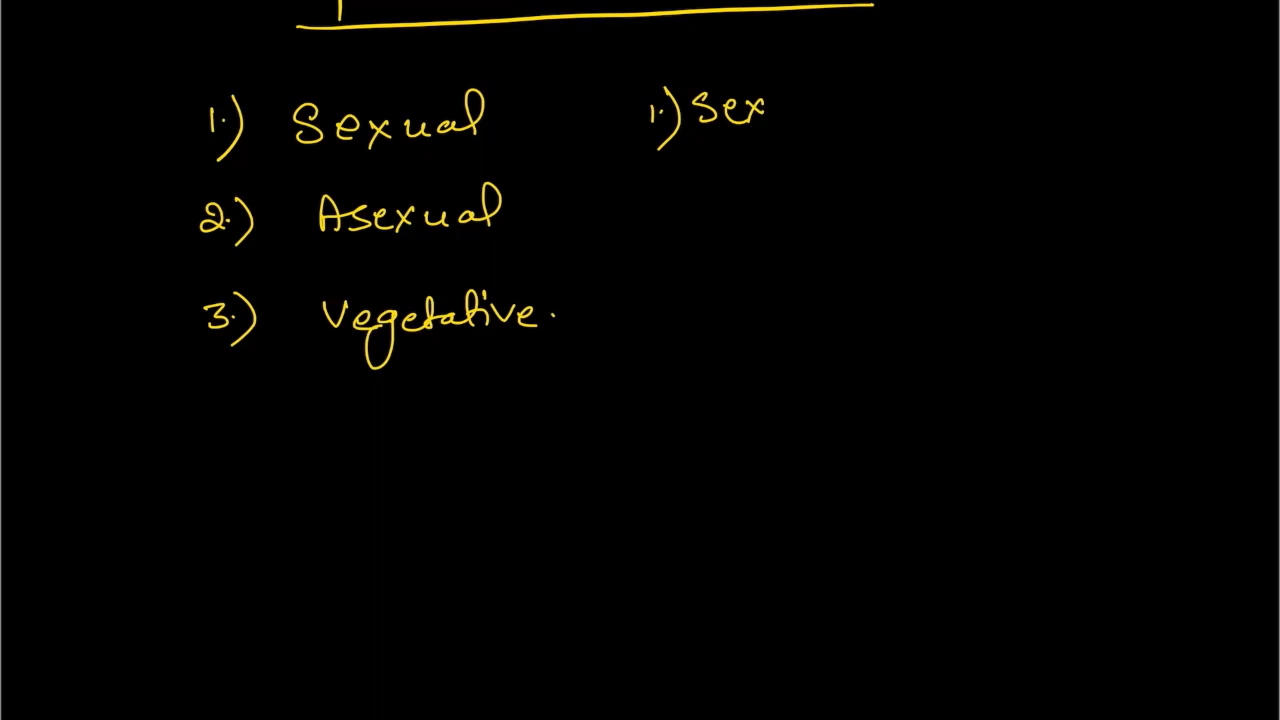 1.) Sexual 1.) Sex
2.) Asexual
3.) Vegetative.